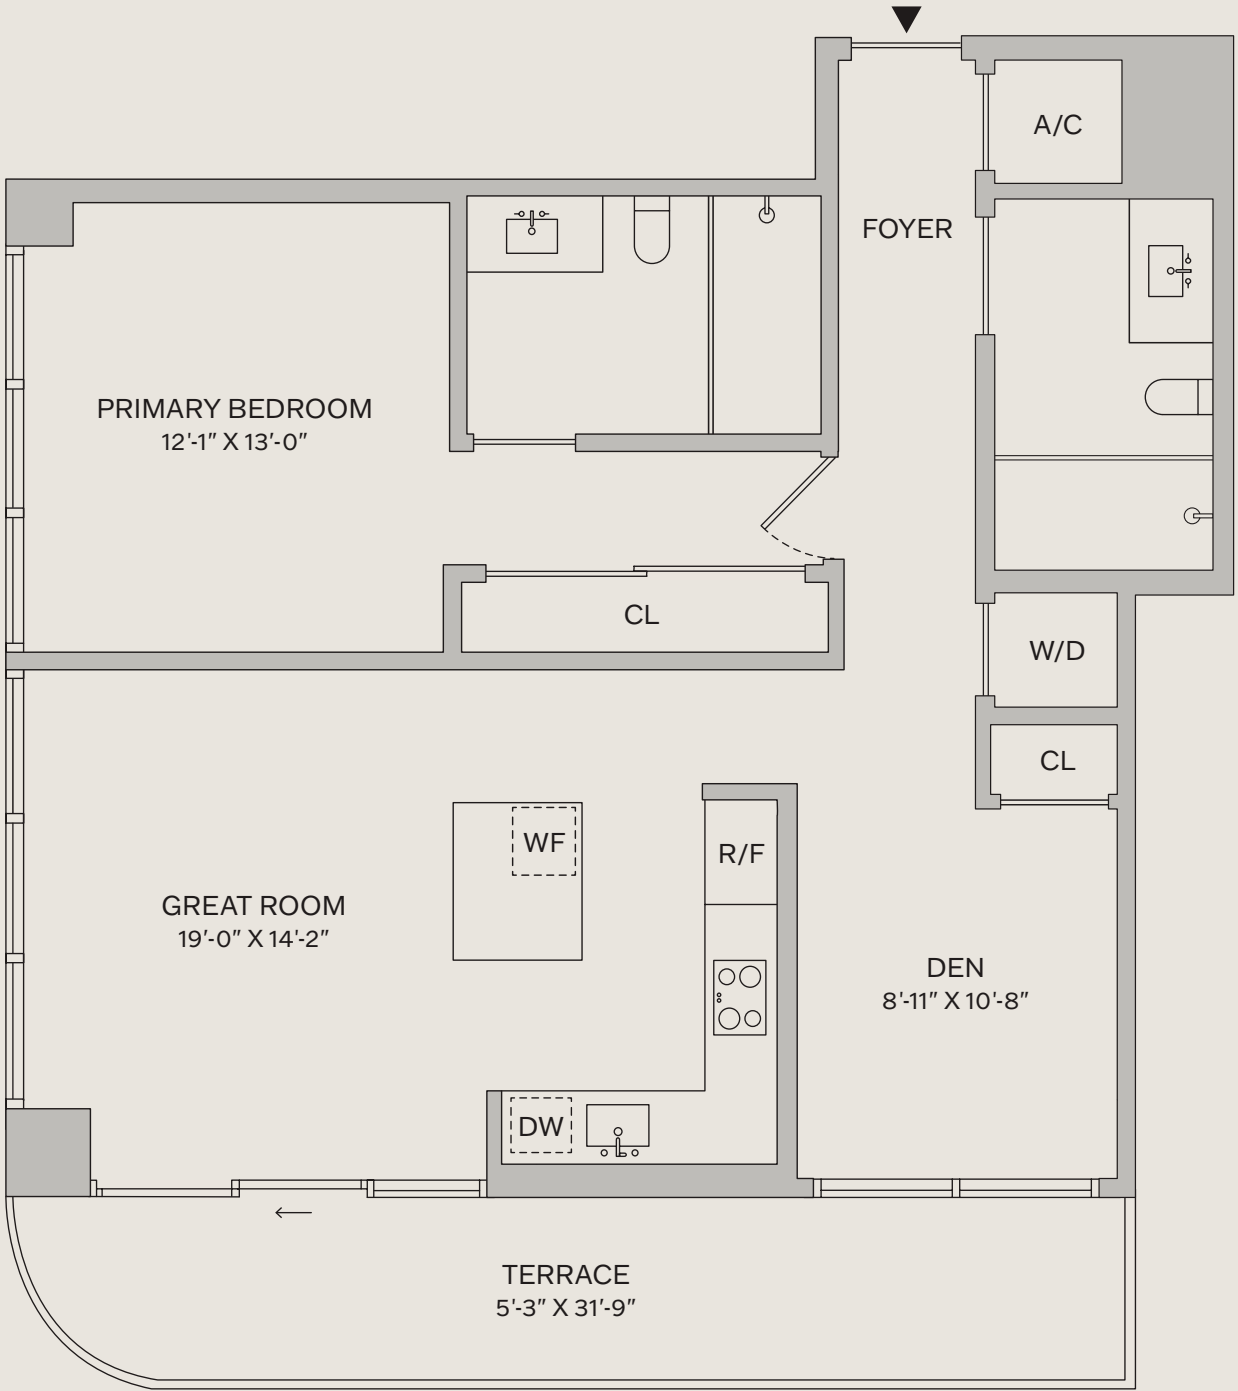 A/C
FOYER
PRIMARY BEDROOM
12'-1" X 13'-0"
CL
W/D
CL
WF
R/F
GREAT ROOM
19'-0" X 14'-2"
DEN
8'-11" X 10'-8"
DW
TERRACE
5'-3" X 31'-9"